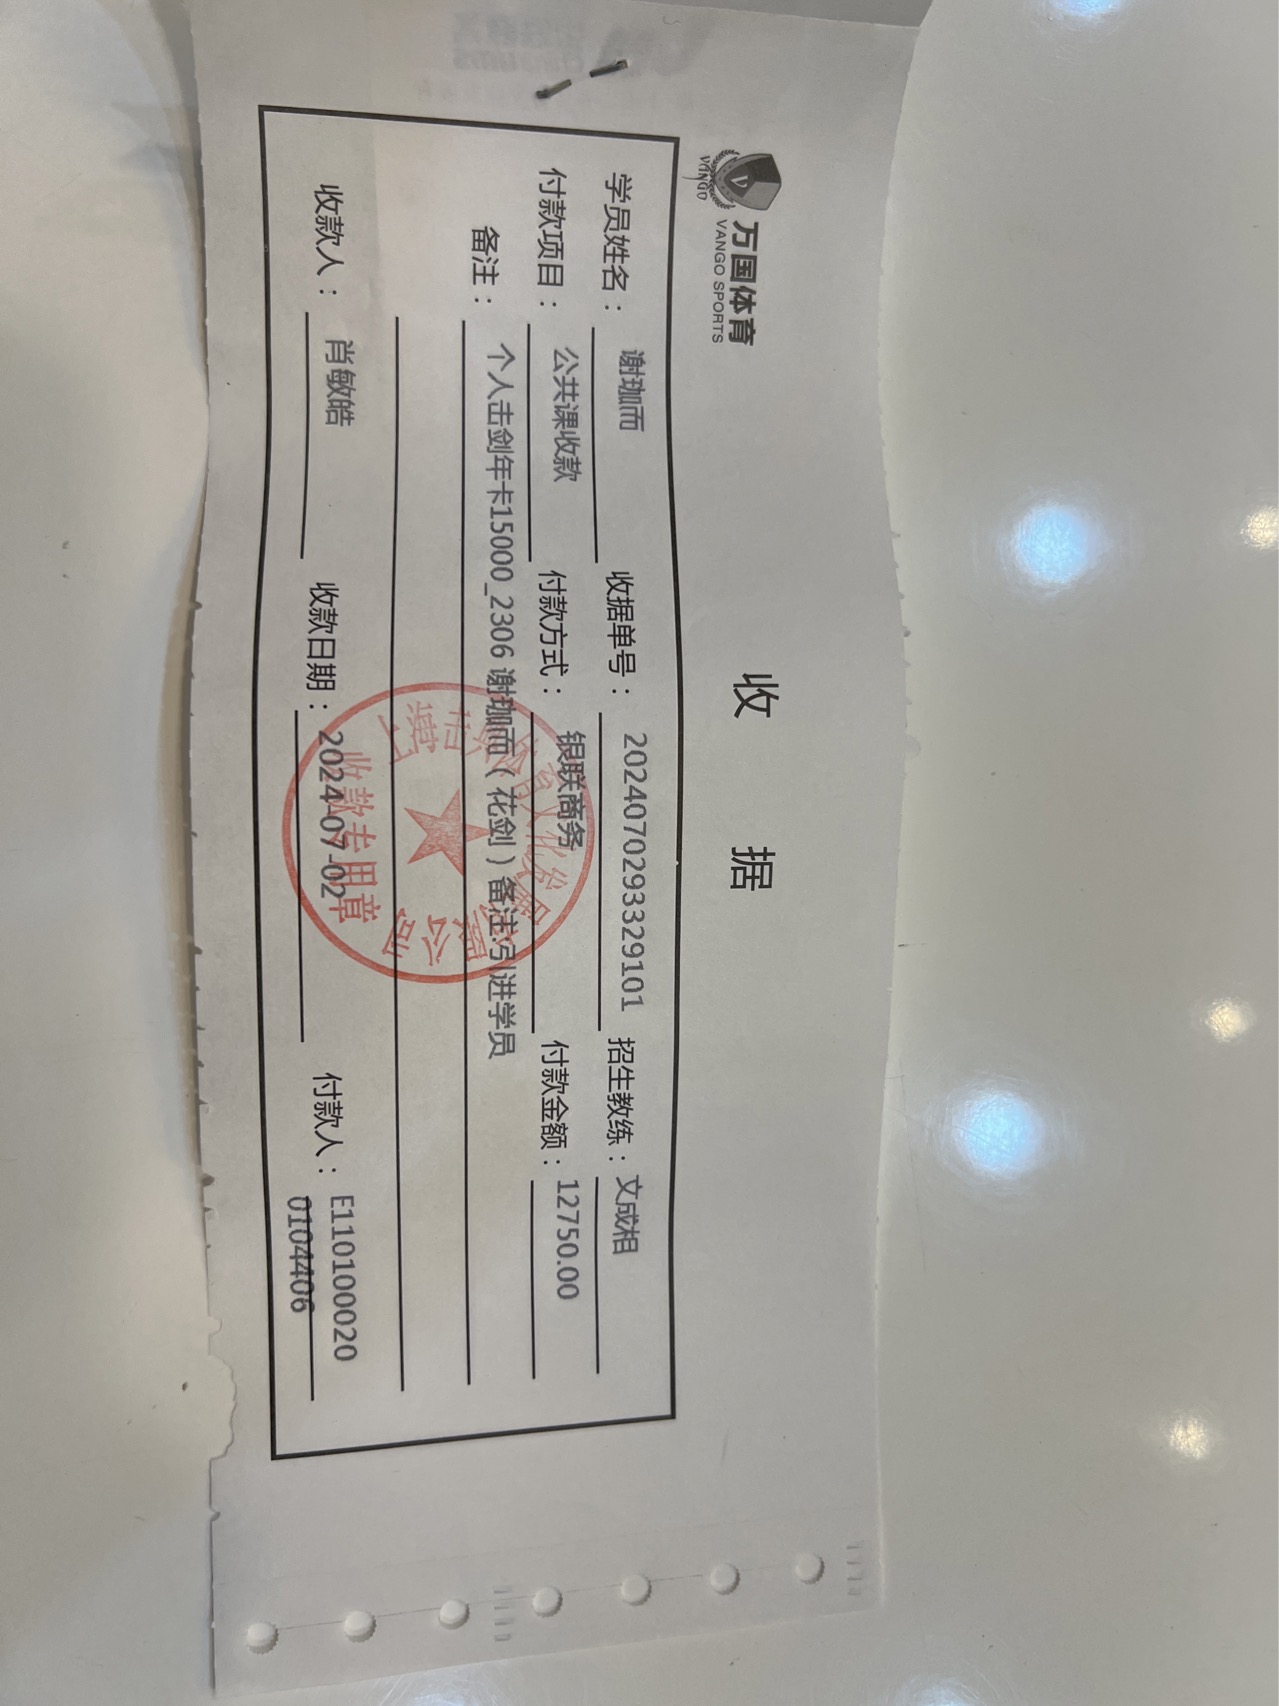 VANGO
万国体育
VANGO SPORTS
收 据
学员姓名： 谢珈而 收据单号： 20240702933329101 招生教练： 文成相
付款项目： 公共课收款 付款方式： 银联商务 付款金额： 12750.00
备注： 个人击剑年卡15000_2306 谢珈而（花剑）备注:引进学员
收款人： 肖敏皓 收款日期： 2024-07-02 付款人： E110100020
0104406
收款专用章